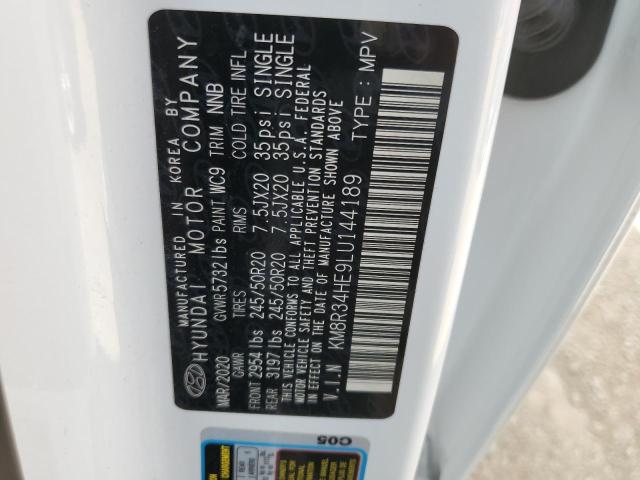 MANUFACTURED IN KOREA BY
HYUNDAI MOTOR COMPANY
MAR/2020 GVWR 5732 lbs PAINT WC9 TRIM NNB
GAWR TIRES RIMS COLD TIRE INFL
FRONT 2954 lbs 245/50R20 7.5JX20 35psi SINGLE
REAR 3197 lbs 245/50R20 7.5JX20 35psi SINGLE
THIS VEHICLE CONFORMS TO ALL APPLICABLE U.S.A. FEDERAL
MOTOR VEHICLE SAFETY AND THEFT PREVENTION STANDARDS
IN EFFECT ON THE DATE OF MANUFACTURE SHOWN ABOVE.
V.I.N KM8R34HE9LU144189 TYPE : MPV
C05